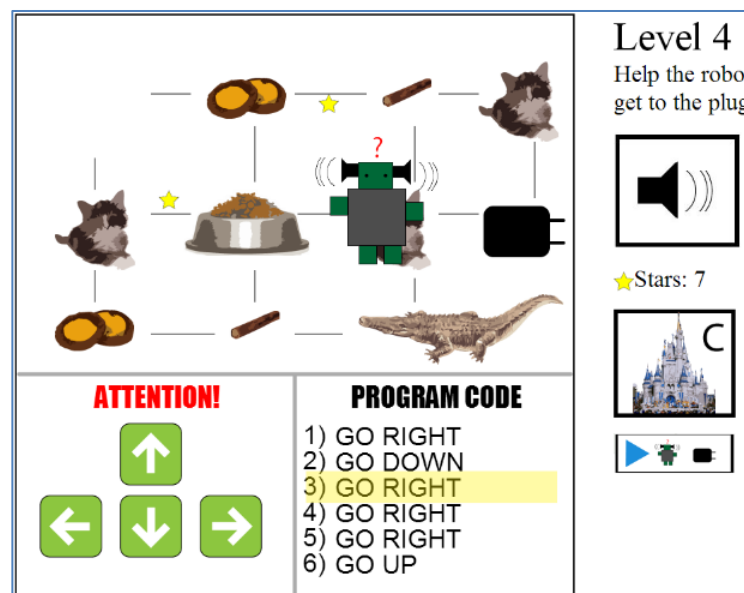 Level 4
Help the robo
get to the plug
?
Stars: 7
C
ATTENTION!
PROGRAM CODE
1) GO RIGHT
2) GO DOWN
3) GO RIGHT
4) GO RIGHT
5) GO RIGHT
6) GO UP